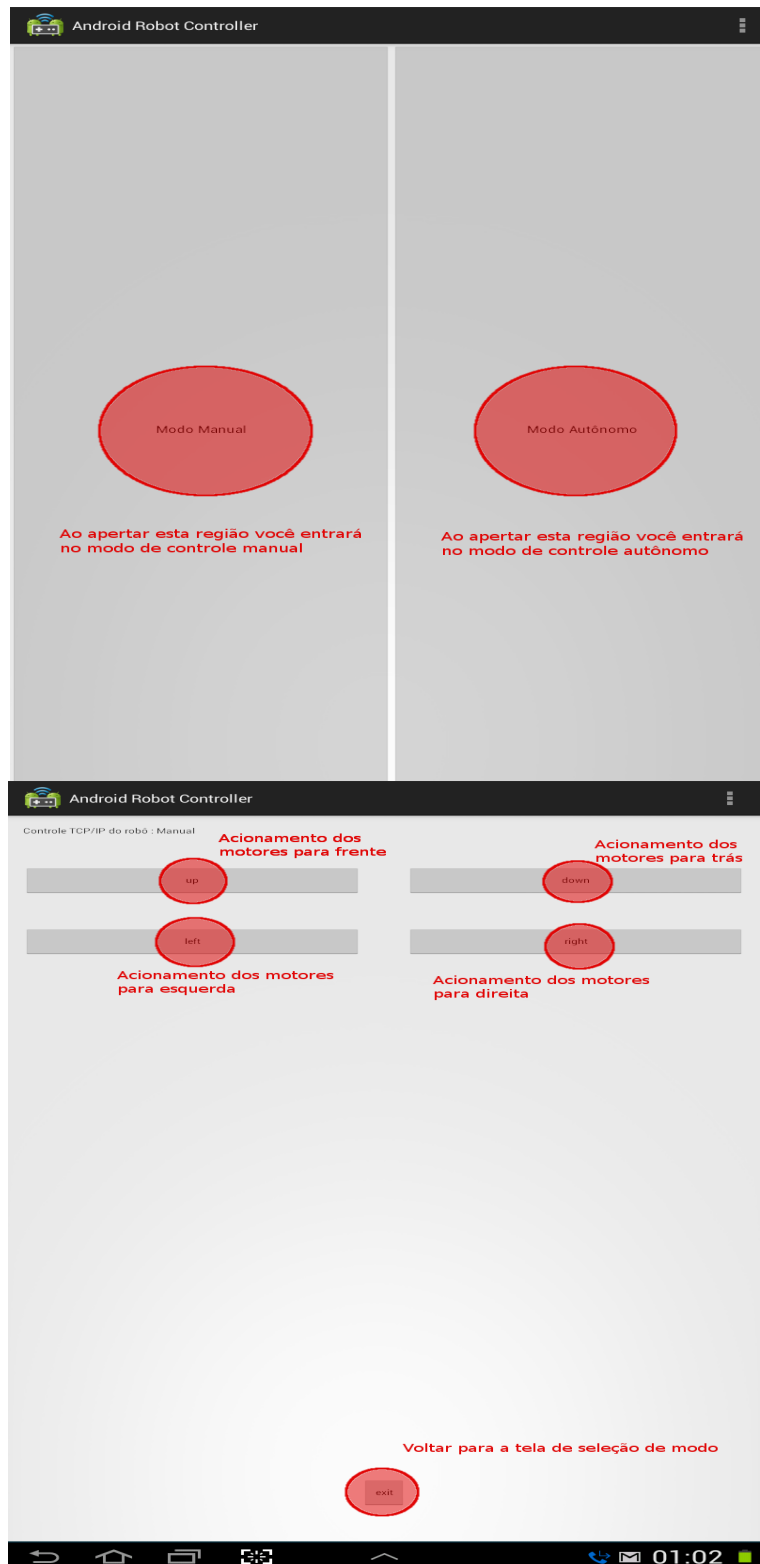 Android Robot Controller
Modo Manual
Modo Autônomo
Ao apertar esta região você entrará
no modo de controle manual
Ao apertar esta região você entrará
no modo de controle autônomo
Android Robot Controller
Controle TCP/IP do robô : Manual
Acionamento dos
motores para frente
Acionamento dos
motores para trás
up
down
left
right
Acionamento dos motores
para esquerda
Acionamento dos motores
para direita
Voltar para a tela de seleção de modo
exit
01:02